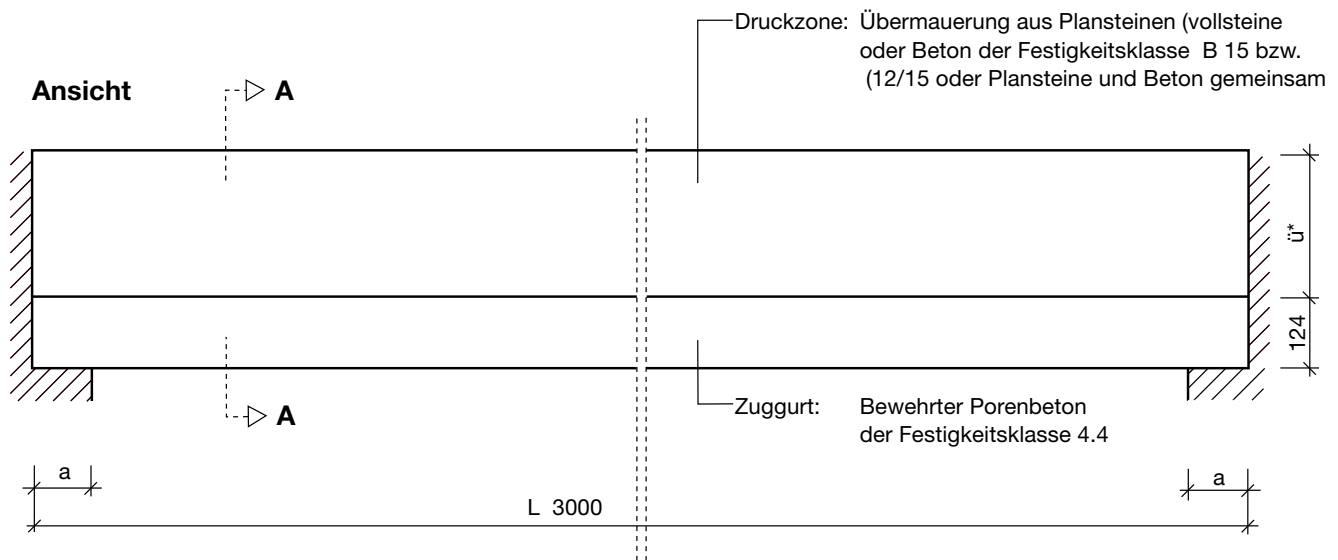 Druckzone: Übermauerung aus Plansteinen (vollsteine
oder Beton der Festigkeitsklasse B 15 bzw.
(12/15 oder Plansteine und Beton gemeinsam
Ansicht
A
ü*
124
A
Zuggurt: Bewehrter Porenbeton
der Festigkeitsklasse 4.4
a
a
L 3000